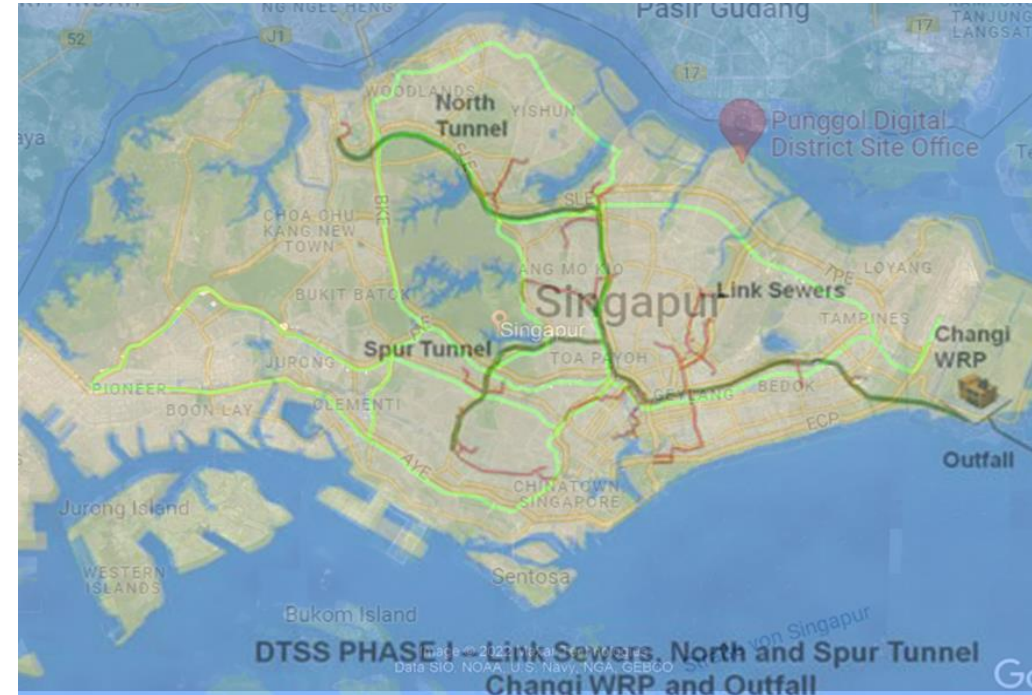 NG NGEE HENG
Pasir Gudang
TANJUNG
LANGSAT
52
J1
17
17
WOODLANDS
North
Tunnel
YISHUN
Punggol Digital
District Site Office
aya
SLE
BKE
SLE
CHOA CHU
KANG NEW
TOWN
ANG MO KIO
TPE
LOYANG
BUKIT BATOK
Singapur
Link Sewers
TAMPINES
Singapur
Changi
WRP
Spur Tunnel
TOA PAYOH
JURONG
PIONEER
BOON LAY
CLEMENTI
GEYLANG
BEDOK
ECP
AYE
Outfall
CHINATOWN
SINGAPORE
Jurong Island
WESTERN
ISLANDS
Sentosa
Bukom Island
von Singapur
DTSS PHASE I - Link Sewers, North and Spur Tunnel
Data SIO, NOAA, U.S. Navy, NGA, GEBCO
Changi WRP and Outfall